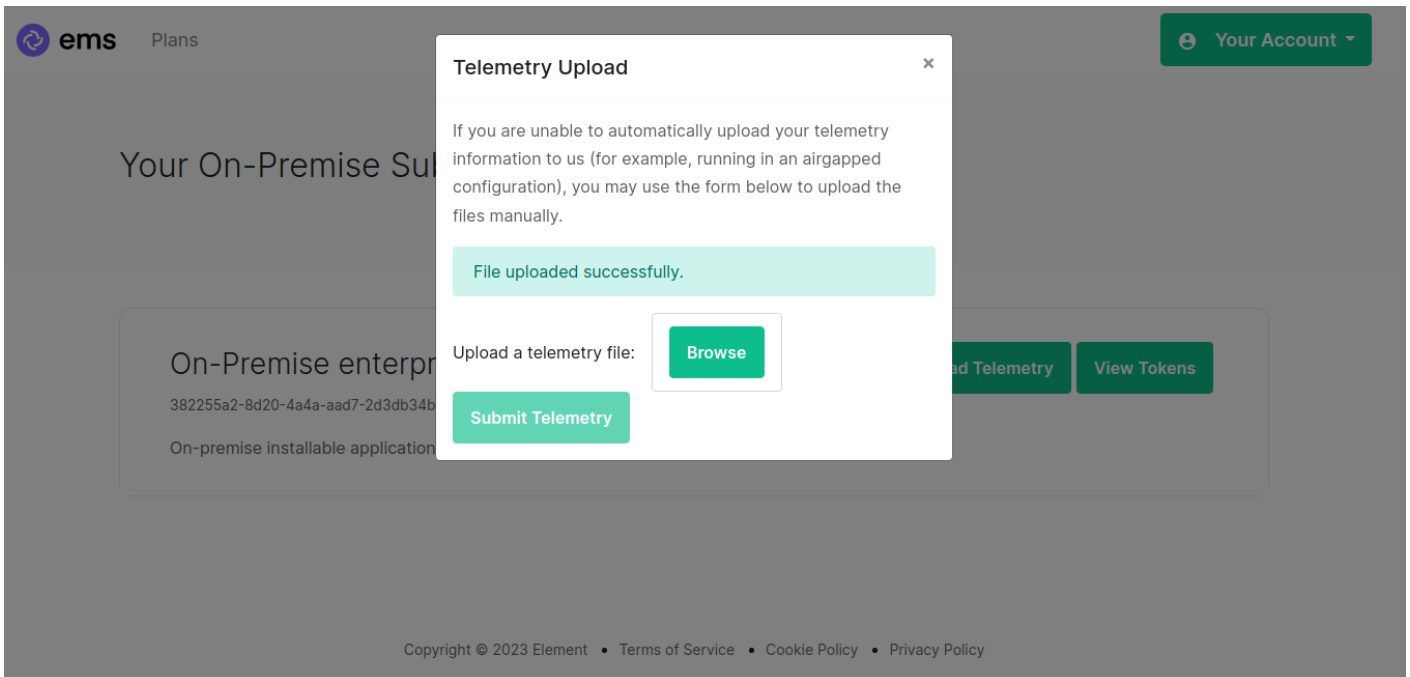 ems Plans Your Account
Telemetry Upload ×
If you are unable to automatically upload your telemetry
information to us (for example, running in an airgapped
configuration), you may use the form below to upload the
files manually.
Your On-Premise Su
File uploaded successfully.
Upload a telemetry file: Browse
Submit Telemetry
On-Premise enterpr
382255a2-8d20-4a4a-aad7-2d3db34b
On-premise installable application
ad Telemetry View Tokens
Copyright © 2023 Element • Terms of Service • Cookie Policy • Privacy Policy